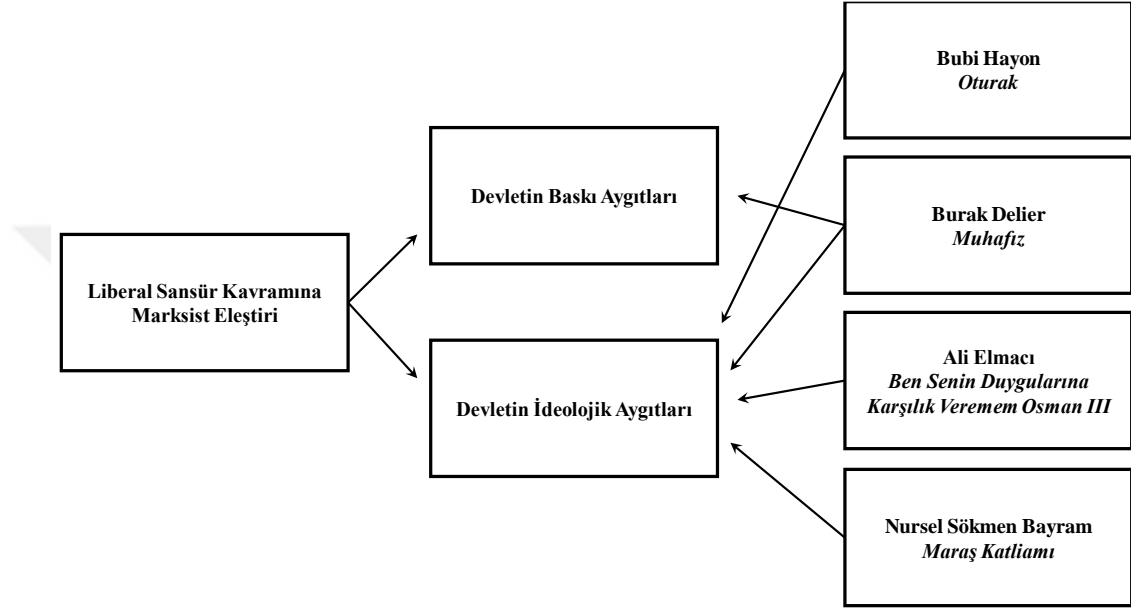 Liberal Sansür Kavramına
Marksist Eleştiri
Devletin Baskı Aygıtları
Devletin İdeolojik Aygıtları
Bubi Hayon
Oturak
Burak Delier
Muhafız
Ali Elmacı
Ben Senin Duygularına
Karşılık Veremem Osman III
Nursel Sökmen Bayram
Maraş Katliamı